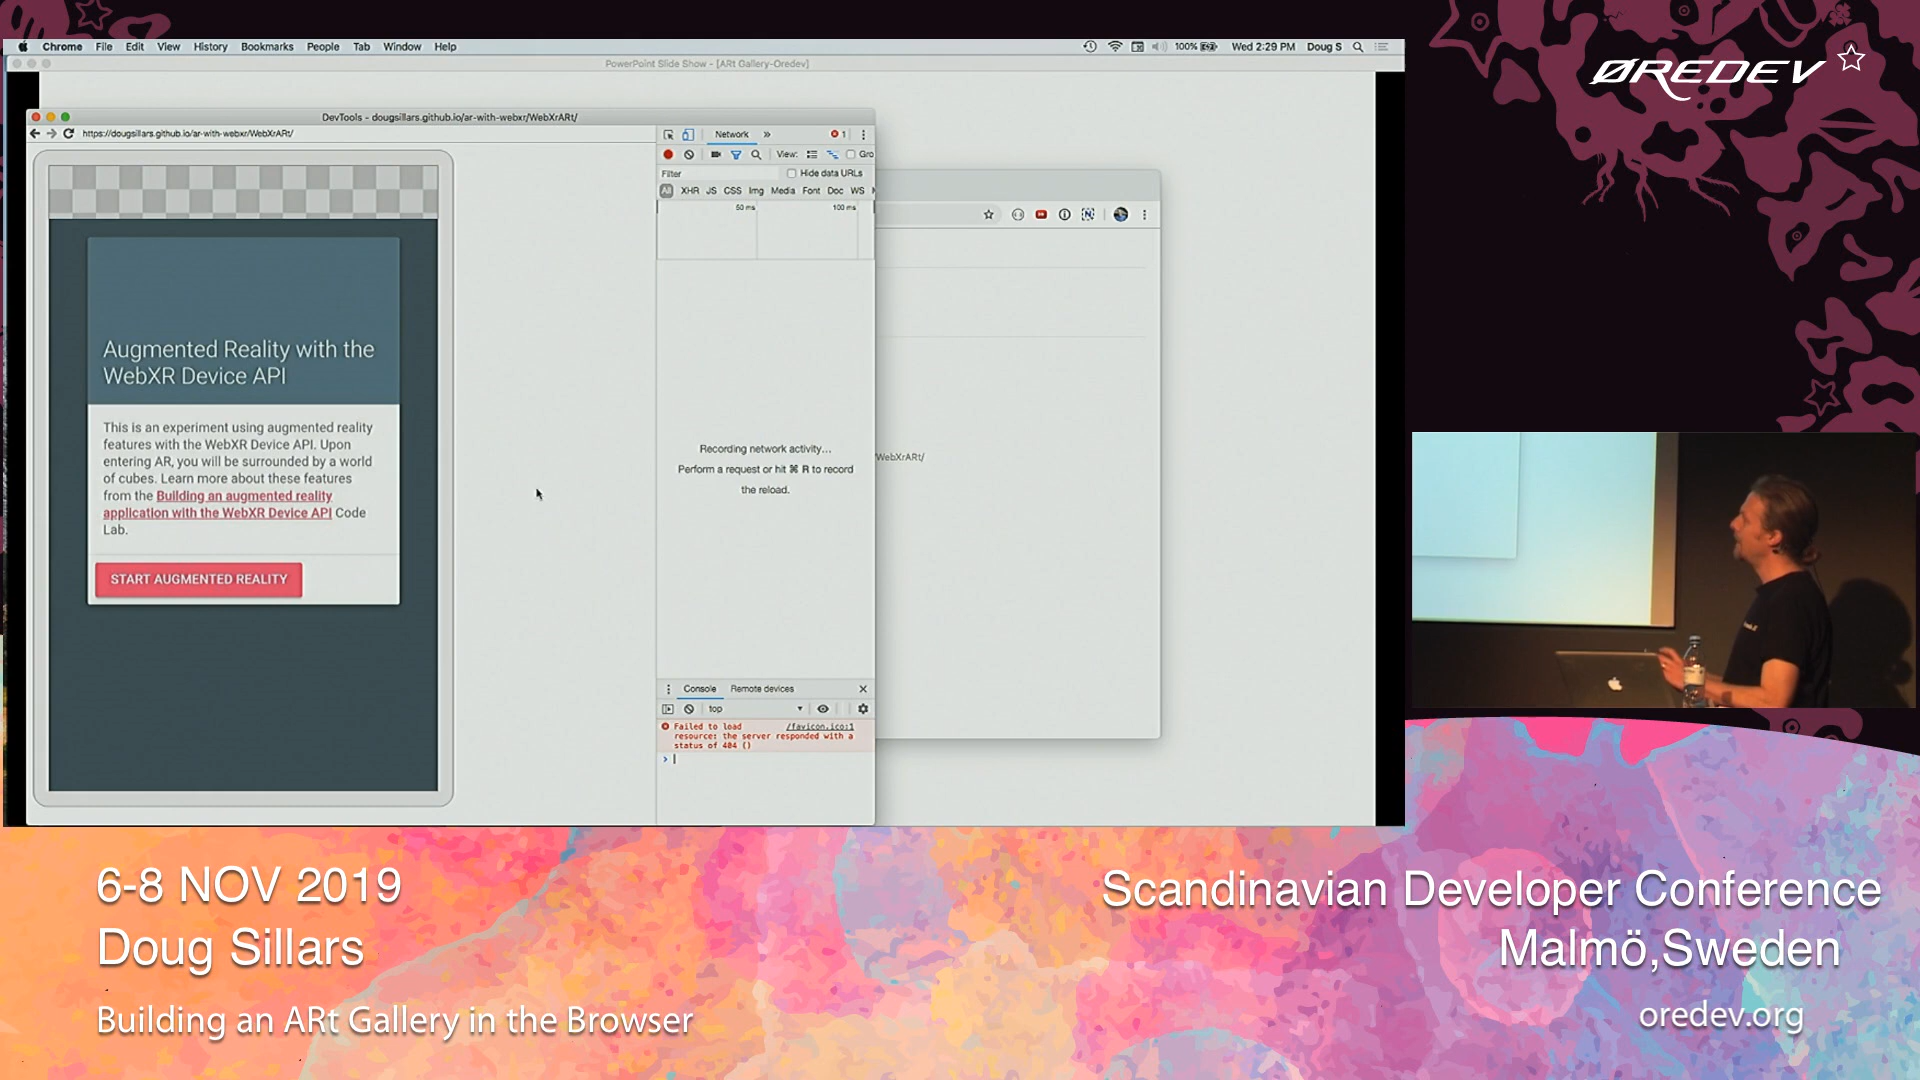 Chrome File Edit View History Bookmarks People Tab Window Help
100% Wed 2:29 PM Doug S
PowerPoint Slide Show - [ARt Gallery-Oredev]
DevTools - dougsillars.github.io/ar-with-webxr/WebXrARt/
https://dougsillars.github.io/ar-with-webxr/WebXrARt/
Network » 1
View: Gro
Filter Hide data URLs
All XHR JS CSS Img Media Font Doc WS
50 ms 100 ms
Augmented Reality with the
WebXR Device API
This is an experiment using augmented reality
features with the WebXR Device API. Upon
entering AR, you will be surrounded by a world
of cubes. Learn more about these features
from the Building an augmented reality
application with the WebXR Device API Code
Lab.
START AUGMENTED REALITY
Recording network activity...
Perform a request or hit ⌘ R to record
the reload.
/WebXrARt/
Console Remote devices
top
Failed to load /favicon.ico:1
resource: the server responded with a
status of 404 ()
ØREDEV
6-8 NOV 2019
Doug Sillars
Building an ARt Gallery in the Browser
Scandinavian Developer Conference
Malmö,Sweden
oredev.org